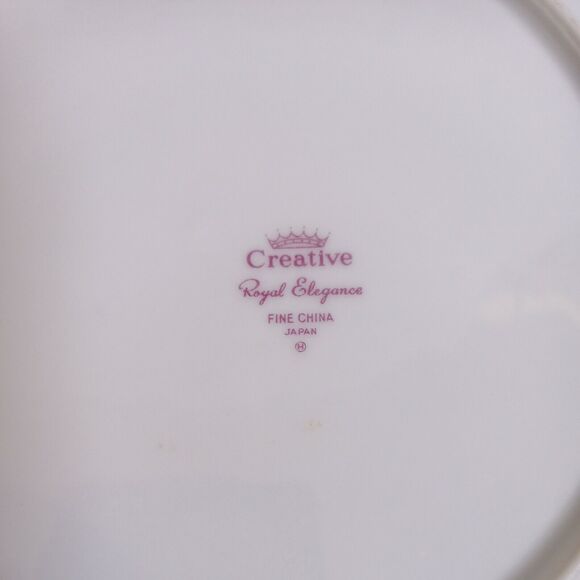 Creative
Royal Elegance
FINE CHINA
JAPAN
H